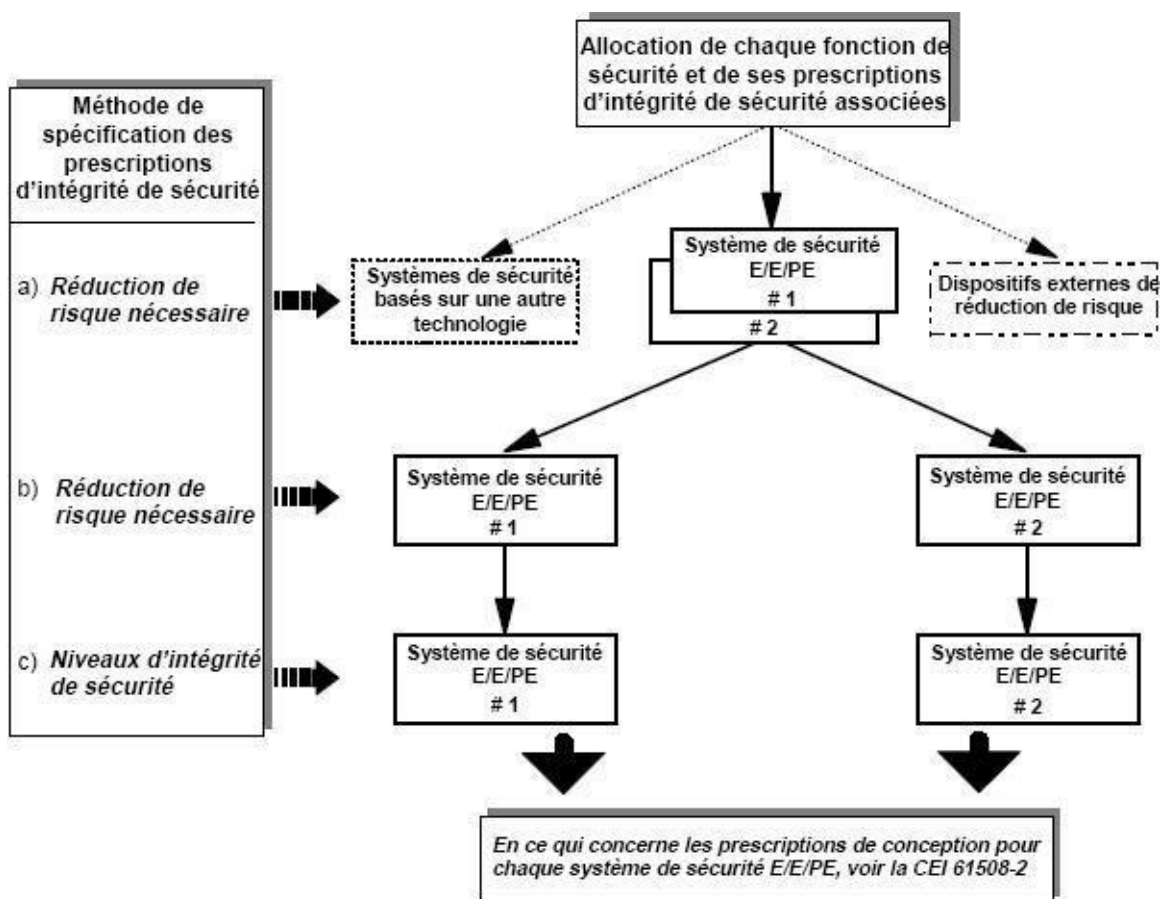 Allocation de chaque fonction de
sécurité et de ses prescriptions
d'intégrité de sécurité associées
Méthode de
spécification des
prescriptions
d'intégrité de sécurité
a) Réduction de
risque nécessaire
Systèmes de sécurité
basés sur une autre
technologie
Système de sécurité
E/E/PE
# 1
# 2
Dispositifs externes de
réduction de risque
b) Réduction de
risque nécessaire
Système de sécurité
E/E/PE
# 1
Système de sécurité
E/E/PE
# 2
c) Niveaux d'intégrité
de sécurité
Système de sécurité
E/E/PE
# 1
Système de sécurité
E/E/PE
# 2
En ce qui concerne les prescriptions de conception pour
chaque système de sécurité E/E/PE, voir la CEI 61508-2